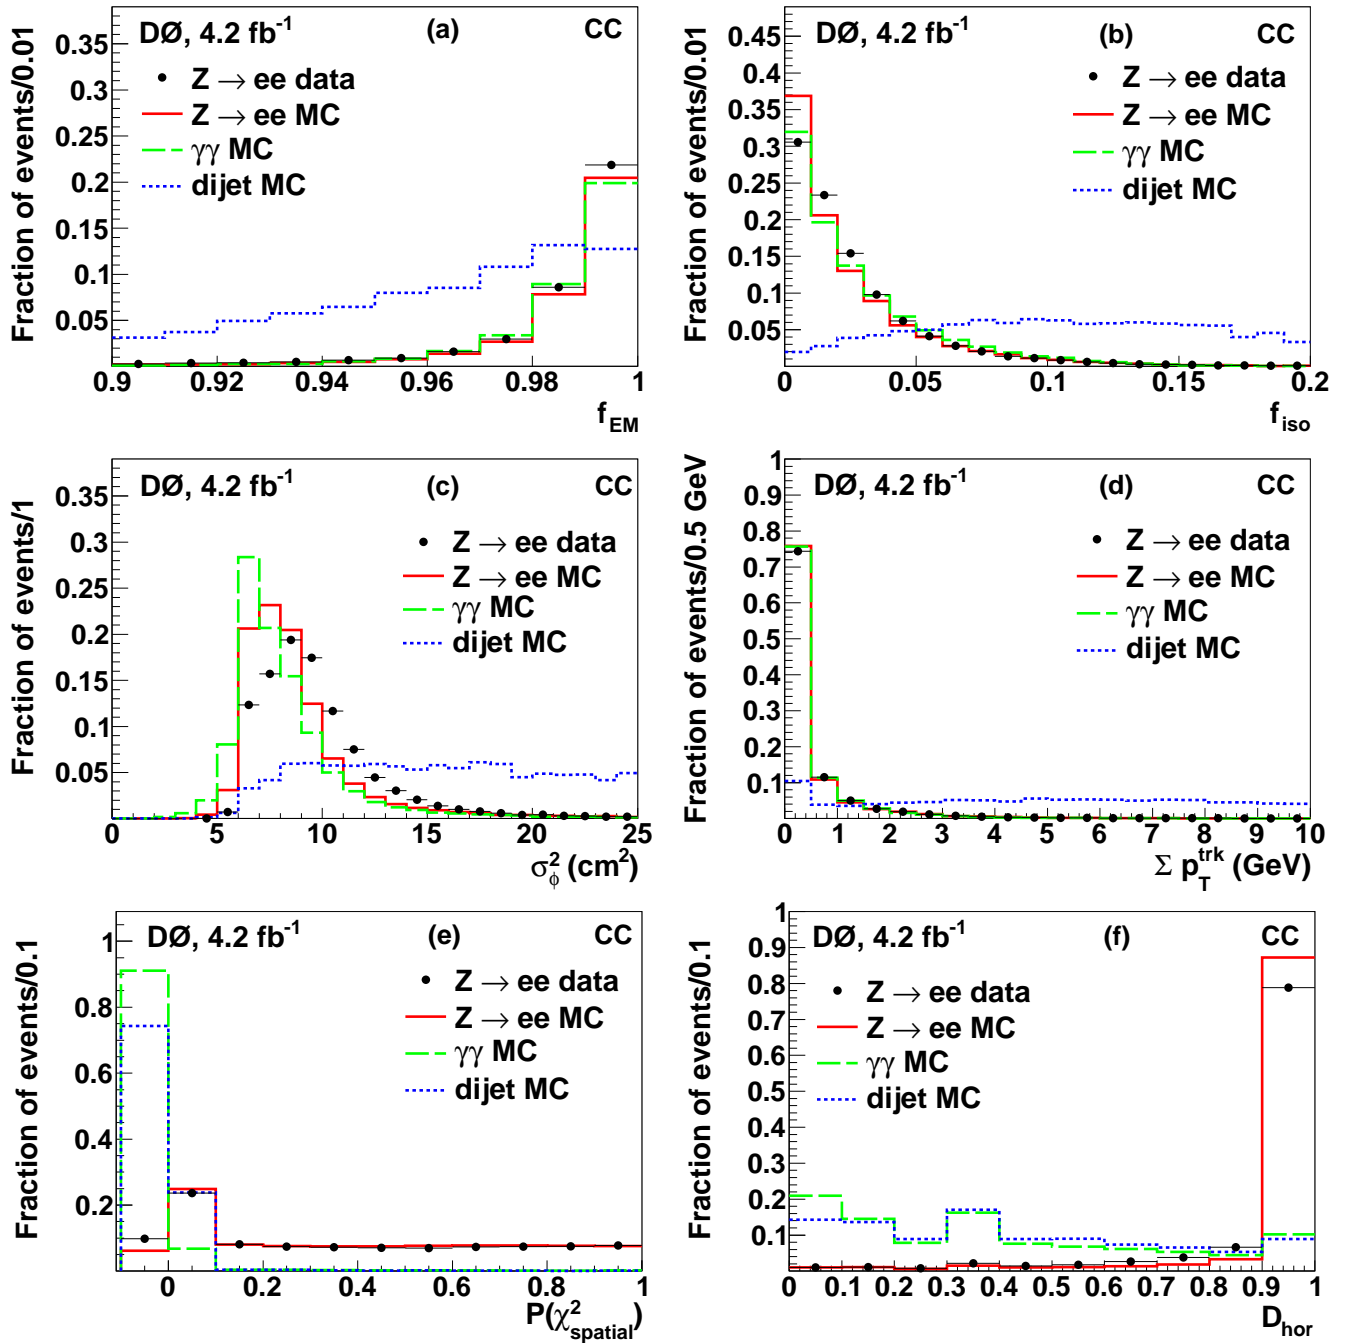 DØ, 4.2 fb⁻¹ (a) CC
Z → ee data
Z → ee MC
γγ MC
dijet MC
Fraction of events/0.01
0.35
0.3
0.25
0.2
0.15
0.1
0.05
0.9 0.92 0.94 0.96 0.98 1
f_EM
DØ, 4.2 fb⁻¹ (b) CC
Z → ee data
Z → ee MC
γγ MC
dijet MC
Fraction of events/0.01
0.45
0.4
0.35
0.3
0.25
0.2
0.15
0.1
0.05
0 0.05 0.1 0.15 0.2
f_iso
DØ, 4.2 fb⁻¹ (c) CC
Z → ee data
Z → ee MC
γγ MC
dijet MC
Fraction of events/1
0.35
0.3
0.25
0.2
0.15
0.1
0.05
0 5 10 15 20 25
σ_ϕ² (cm²)
DØ, 4.2 fb⁻¹ (d) CC
Z → ee data
Z → ee MC
γγ MC
dijet MC
Fraction of events/0.5 GeV
1
0.9
0.8
0.7
0.6
0.5
0.4
0.3
0.2
0.1
0 1 2 3 4 5 6 7 8 9 10
Σ p_T^trk (GeV)
DØ, 4.2 fb⁻¹ (e) CC
Z → ee data
Z → ee MC
γγ MC
dijet MC
Fraction of events/0.1
1
0.8
0.6
0.4
0.2
0 0.2 0.4 0.6 0.8 1
P(χ²_spatial)
DØ, 4.2 fb⁻¹ (f) CC
Z → ee data
Z → ee MC
γγ MC
dijet MC
Fraction of events/0.1
1
0.9
0.8
0.7
0.6
0.5
0.4
0.3
0.2
0.1
0 0.1 0.2 0.3 0.4 0.5 0.6 0.7 0.8 0.9 1
D_hor